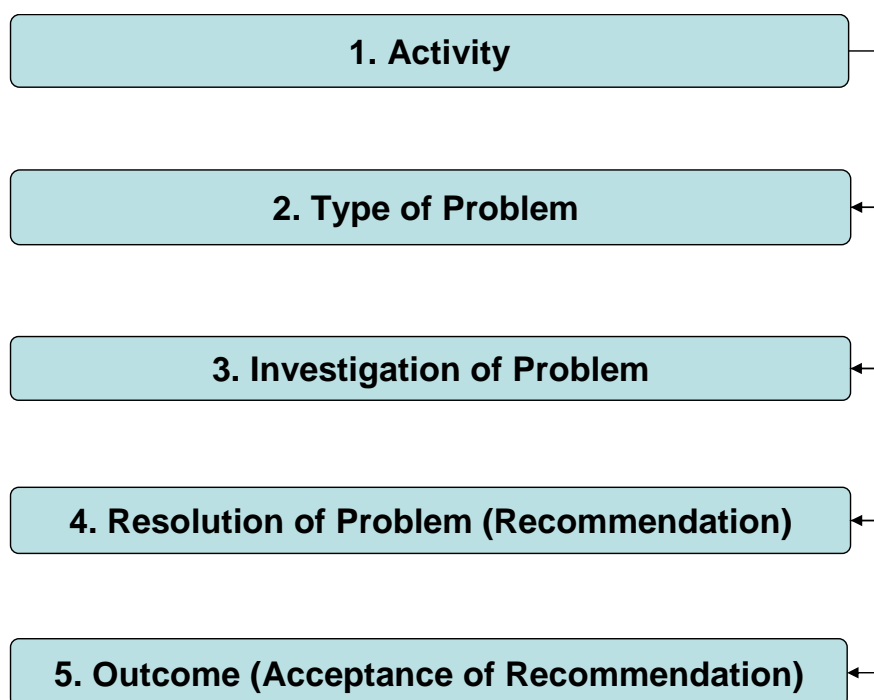 1. Activity
2. Type of Problem
3. Investigation of Problem
4. Resolution of Problem (Recommendation)
5. Outcome (Acceptance of Recommendation)